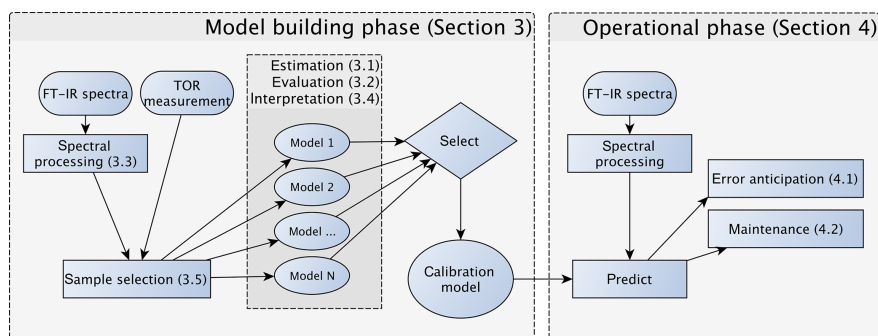 Model building phase (Section 3)
FT-IR spectra
TOR
measurement
Spectral
processing (3.3)
Sample selection (3.5)
Estimation (3.1)
Evaluation (3.2)
Interpretation (3.4)
Model 1
Model 2
Model ...
Model N
Select
Calibration
model
Operational phase (Section 4)
FT-IR spectra
Spectral
processing
Predict
Error anticipation (4.1)
Maintenance (4.2)